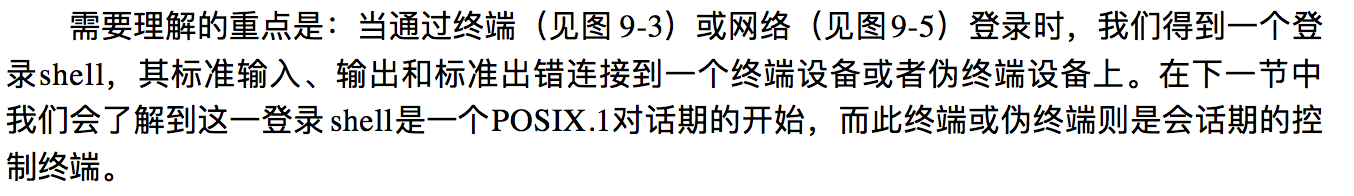 需要理解的重点是：当通过终端（见图9-3）或网络（见图9-5）登录时，我们得到一个登
录shell，其标准输入、输出和标准出错连接到一个终端设备或者伪终端设备上。在下一节中
我们会了解到这一登录shell是一个POSIX.1对话期的开始，而此终端或伪终端则是会话期的控
制终端。